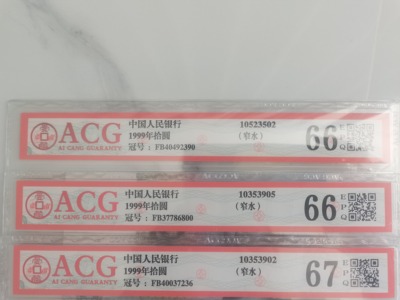 ACG
AI CANG GUARANTY
中国人民银行 10523502
1999年拾圆 (窄水)
冠号：FB40492390
66 EPQ
ACG
AI CANG GUARANTY
中国人民银行 10353905
1999年拾圆 (窄水)
冠号：FB37786800
66 EPQ
ACG
AI CANG GUARANTY
中国人民银行 10353902
1999年拾圆 (窄水)
冠号：FB40037236
67 EPQ